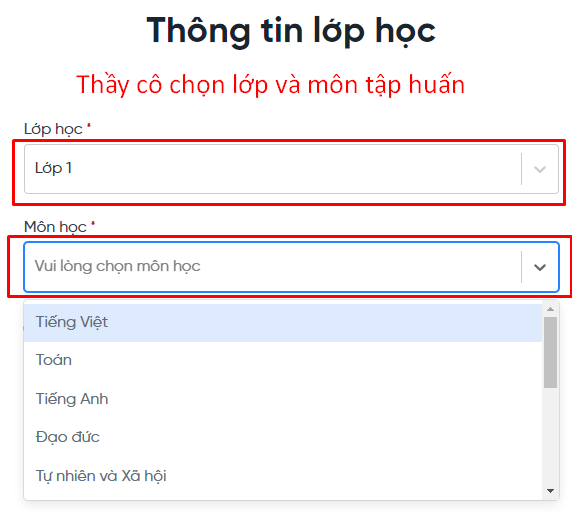 Thông tin lớp học
Thầy cô chọn lớp và môn tập huấn
Lớp học *
Lớp 1
Môn học *
Vui lòng chọn môn học
Tiếng Việt
Toán
Tiếng Anh
Đạo đức
Tự nhiên và Xã hội